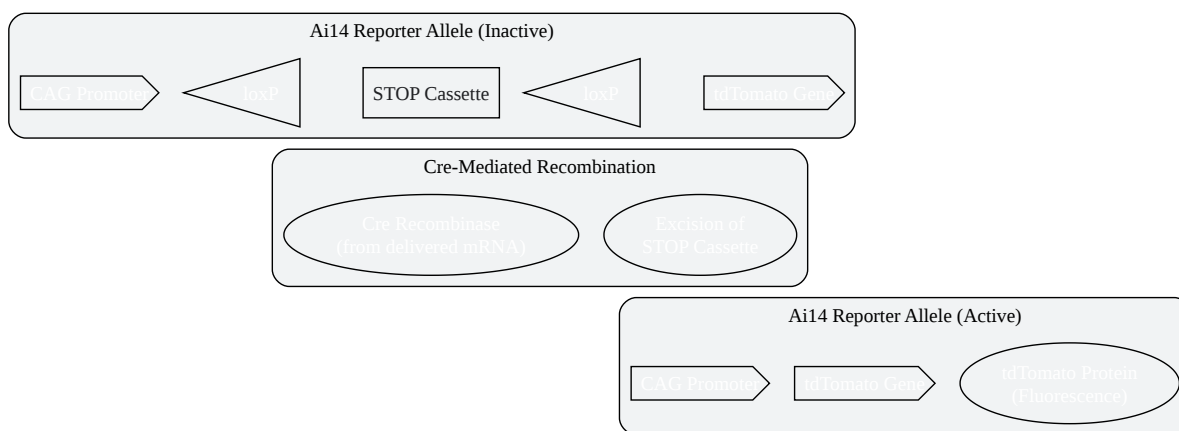 Ai14 Reporter Allele (Inactive)
CAG Promoter
loxP
STOP Cassette
loxP
tdTomato Gene
Cre-Mediated Recombination
Cre Recombinase
(from delivered mRNA)
Excision of
STOP Cassette
Ai14 Reporter Allele (Active)
CAG Promoter
tdTomato Gene
tdTomato Protein
(Fluorescence)